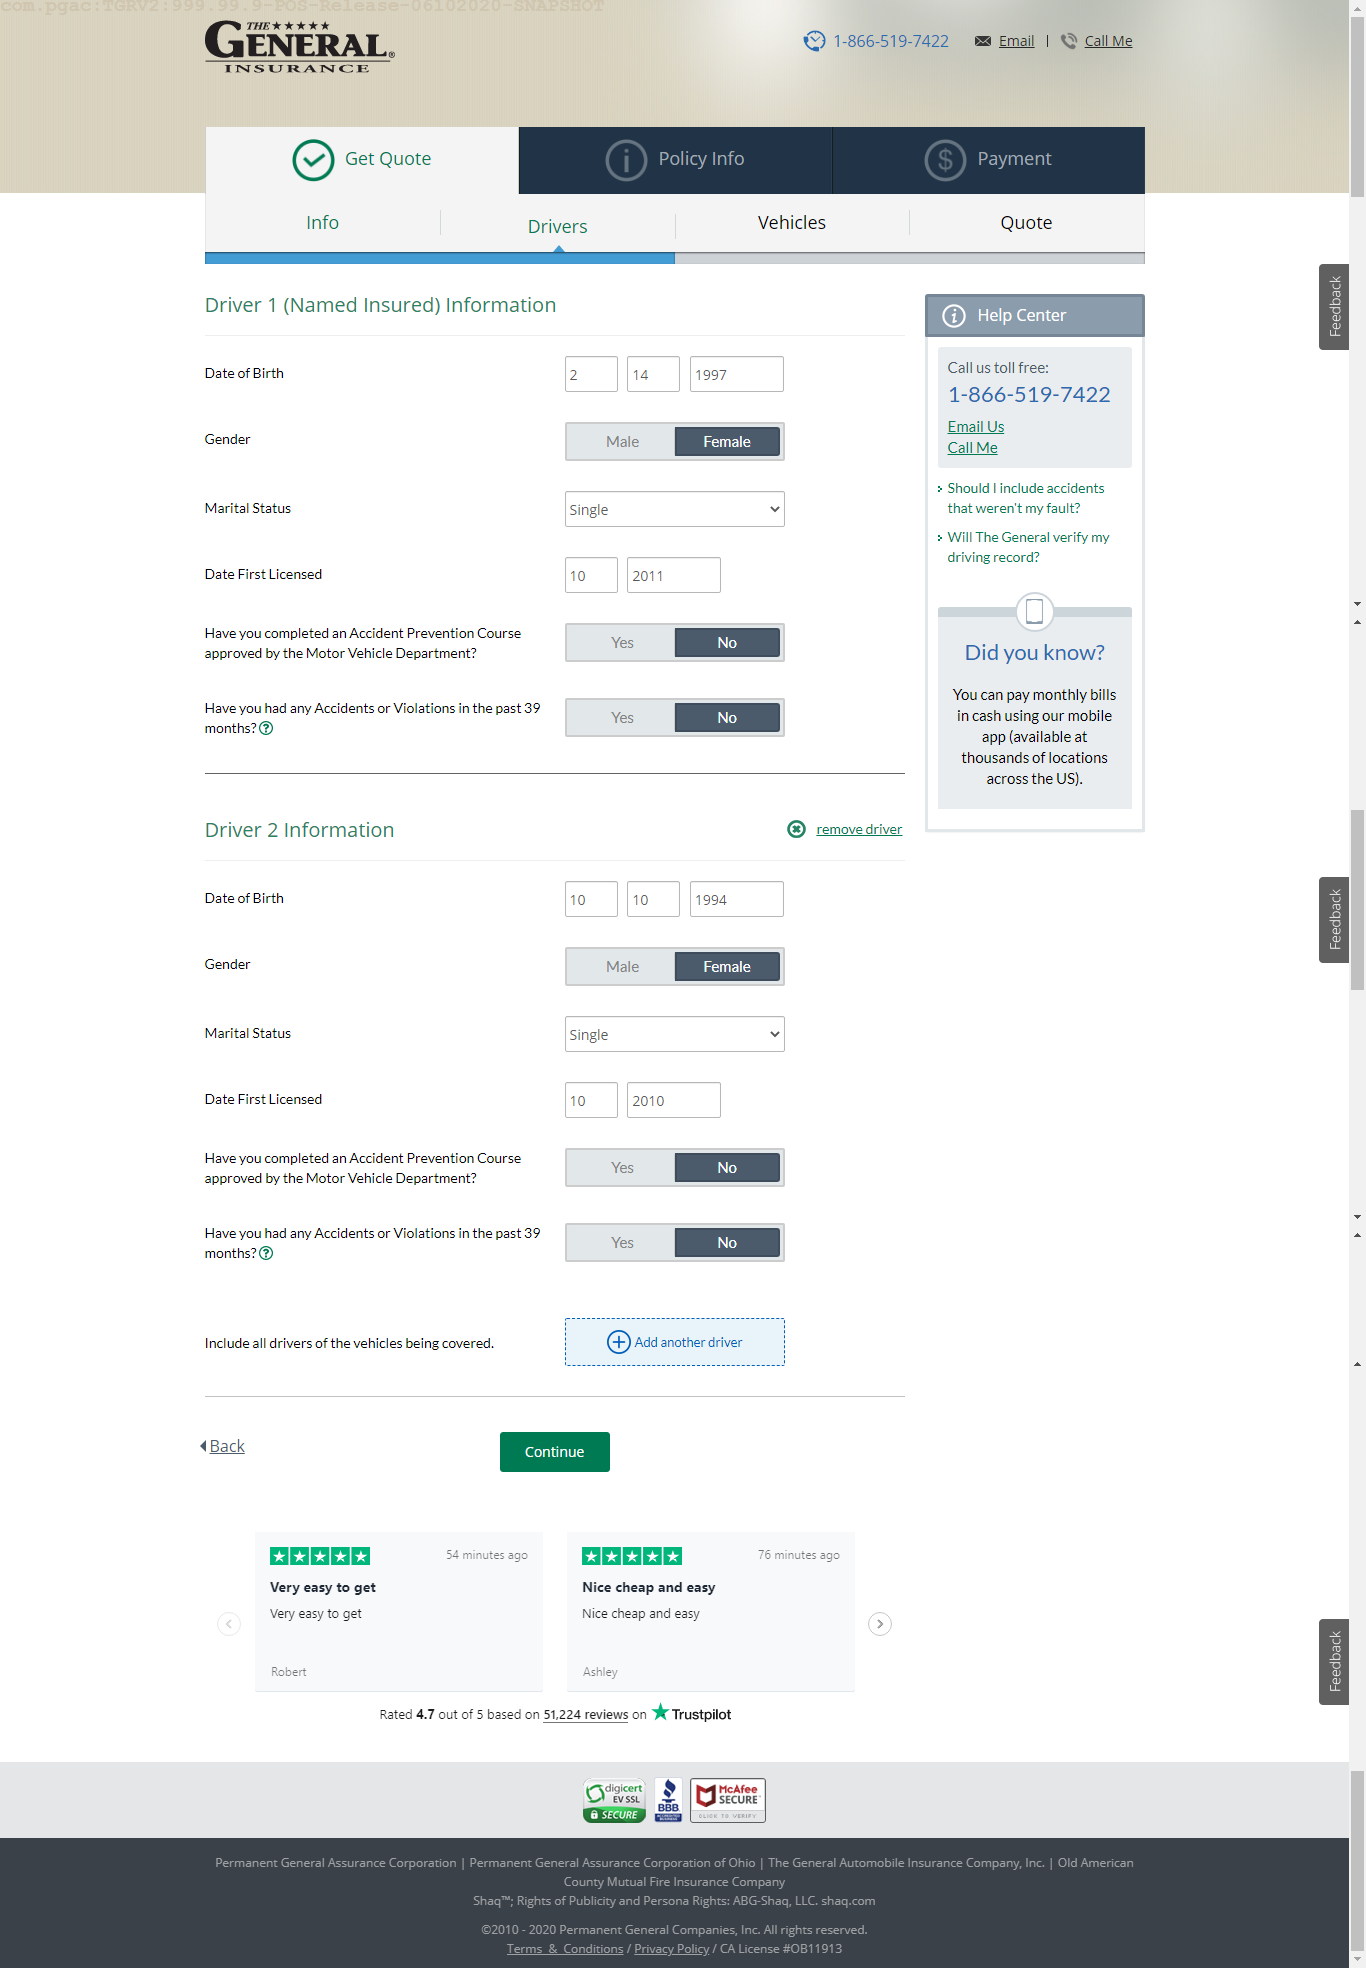 com.pgac:TGRV2:999.99.9-POS-Release-06102020-SNAPSHOT
THE GENERAL INSURANCE
1-866-519-7422 Email | Call Me
Get Quote Policy Info Payment
Info Drivers Vehicles Quote
Driver 1 (Named Insured) Information
Date of Birth 2 14 1997
Gender Male Female
Marital Status Single
Date First Licensed 10 2011
Have you completed an Accident Prevention Course
approved by the Motor Vehicle Department? Yes No
Have you had any Accidents or Violations in the past 39
months? Yes No
Help Center
Call us toll free:
1-866-519-7422
Email Us
Call Me
Should I include accidents
that weren't my fault?
Will The General verify my
driving record?
Did you know?
You can pay monthly bills
in cash using our mobile
app (available at
thousands of locations
across the US).
Driver 2 Information remove driver
Date of Birth 10 10 1994
Gender Male Female
Marital Status Single
Date First Licensed 10 2010
Have you completed an Accident Prevention Course
approved by the Motor Vehicle Department? Yes No
Have you had any Accidents or Violations in the past 39
months? Yes No
Include all drivers of the vehicles being covered. Add another driver
Back Continue
54 minutes ago
Very easy to get
Very easy to get
Robert
76 minutes ago
Nice cheap and easy
Nice cheap and easy
Ashley
Rated 4.7 out of 5 based on 51,224 reviews on Trustpilot
Feedback
Feedback
Feedback
digicert
EV SSL
SECURE
BBB
ACCREDITED
BUSINESS
McAfee
SECURE
CLICK TO VERIFY
Permanent General Assurance Corporation | Permanent General Assurance Corporation of Ohio | The General Automobile Insurance Company, Inc. | Old American
County Mutual Fire Insurance Company
Shaq™; Rights of Publicity and Persona Rights: ABG-Shaq, LLC. shaq.com
©2010 - 2020 Permanent General Companies, Inc. All rights reserved.
Terms & Conditions / Privacy Policy / CA License #OB11913